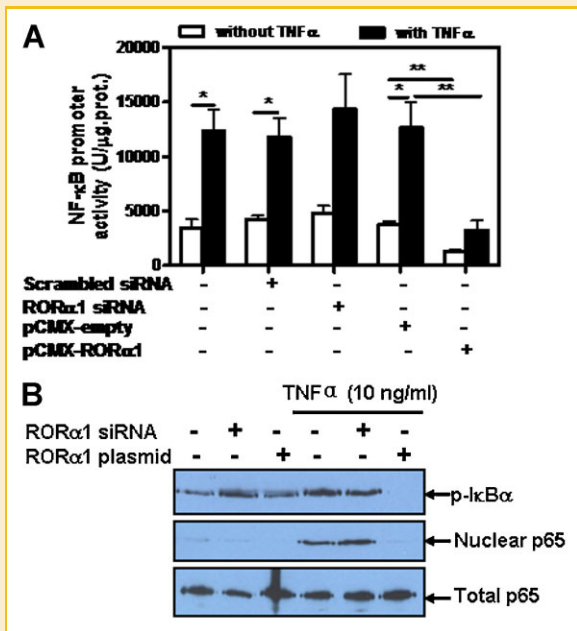 A
without TNFα
with TNFα
NF-κB promoter
activity (U/µg.prot.)
20000
15000
10000
5000
0
*
*
*
**
**
Scrambled siRNA - + - - -
RORα1 siRNA - - + - -
pCMX-empty - - - + -
pCMX-RORα1 - - - - +
B
TNFα (10 ng/ml)
RORα1 siRNA - + - - + -
RORα1 plasmid - - + - - +
p-IκBα
Nuclear p65
Total p65